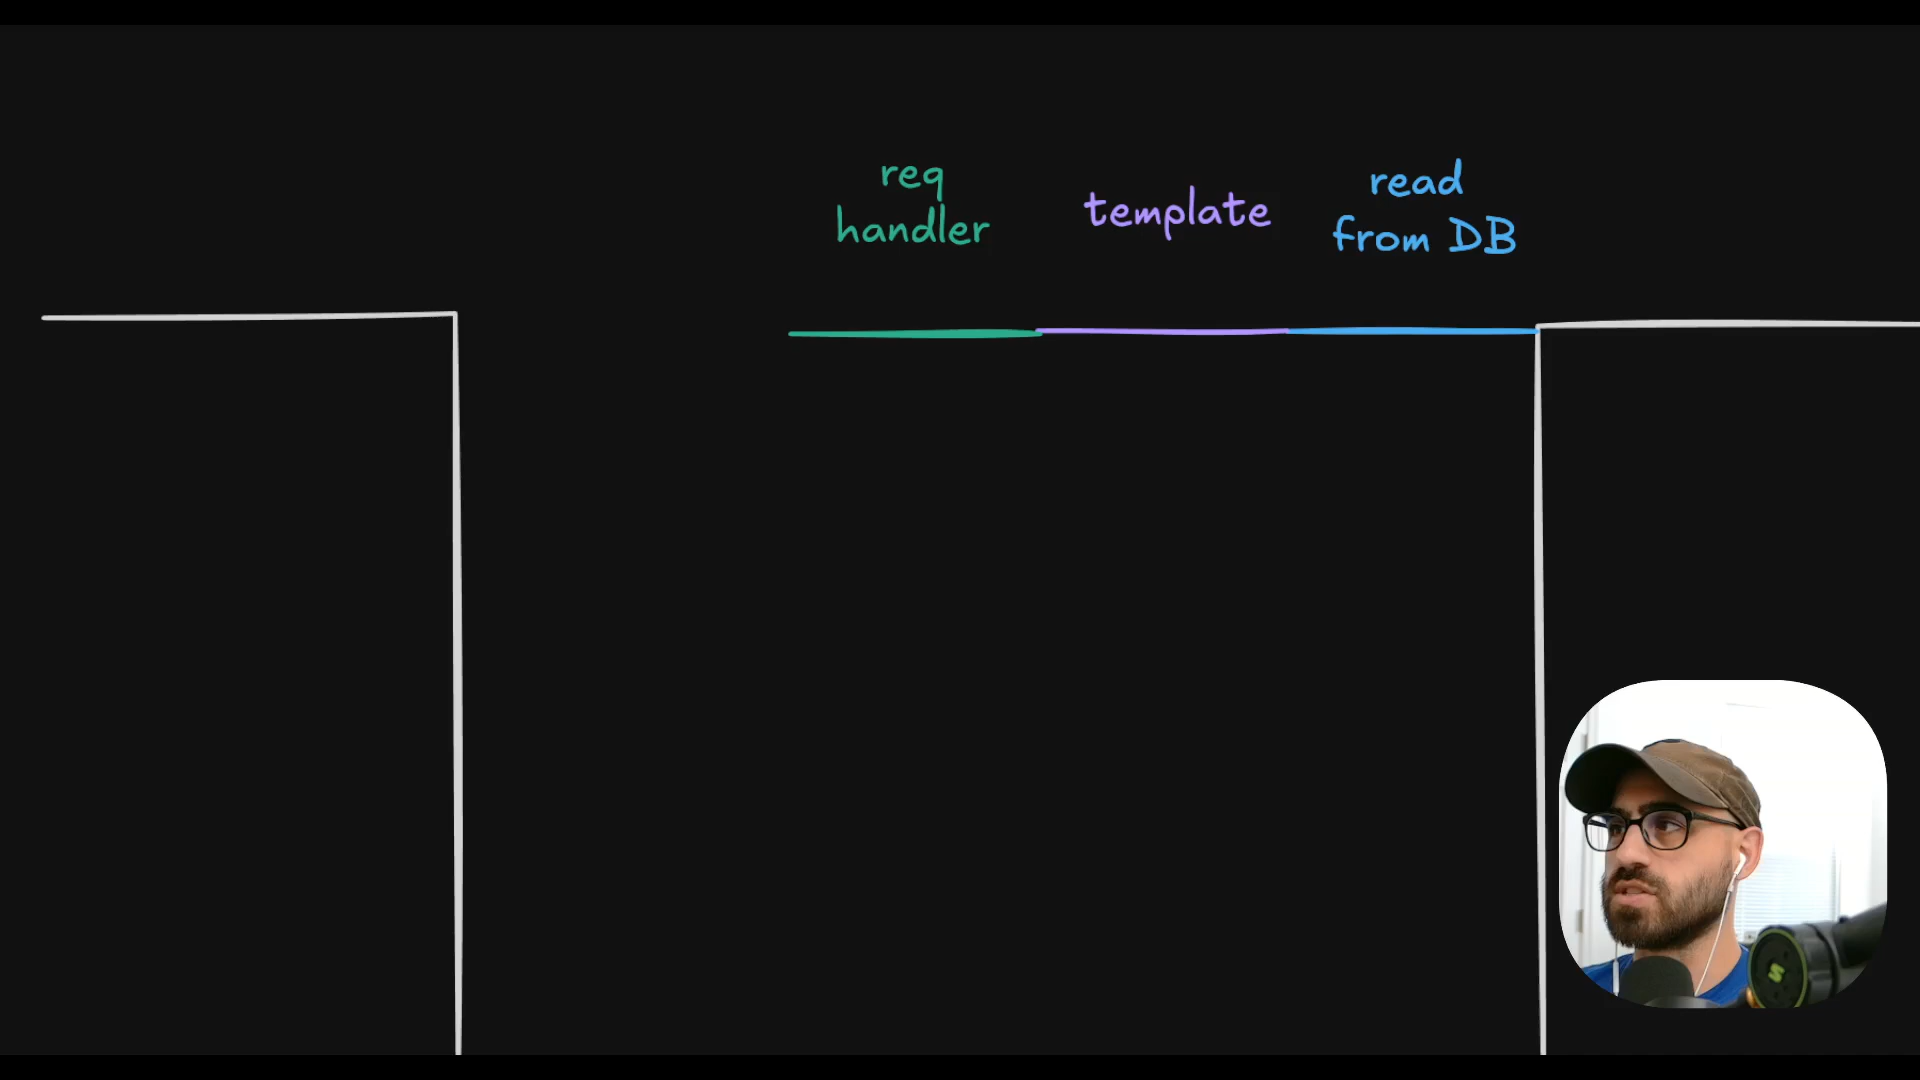 req
handler
template
read
from DB